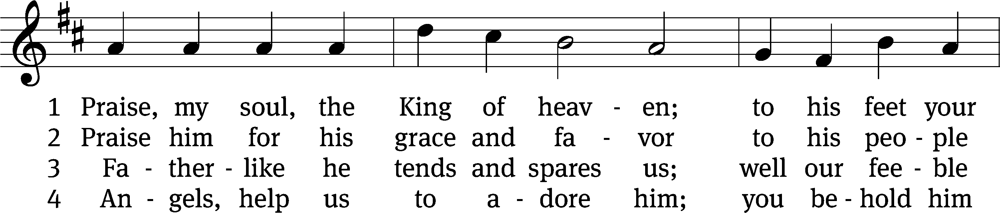 1 Praise, my soul, the King of heav - en; to his feet your
2 Praise him for his grace and fa - vor to his peo - ple
3 Fa - ther - like he tends and spares us; well our fee - ble
4 An - gels, help us to a - dore him; you be - hold him